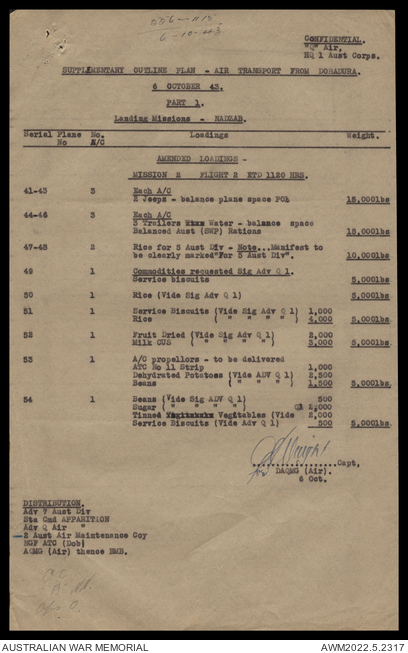 6-10-43
CONFIDENTIAL.
"Q" Air,
HQ 1 Aust Corps.
SUPPLIMENTARY OUTLINE PLAN - AIR TRANSPORT FROM DOBADURA.
6 OCTOBER 43.
PART 1.
Landing Missions - NADZAB.
Serial Plane No. Loadings Weight.
No A/C
AMENDED LOADINGS -
MISSION 2 FLIGHT 2 ETD 1120 HRS.
41-43 3 Each A/C
2 Jeeps - balance plane space POL 15,000lbs
44-46 3 Each A/C
3 Trailers Water - balance space
Balanced Aust (SWP) Rations 15,000lbs
47-48 2 Rice for 5 Aust Div - Note...Manifest to
be clearly marked"For 5 Aust Div". 10,000lbs
49 1 Commodities requested Sig Adv Q 1.
Service biscuits 5,000lbs
50 1 Rice (Vide Sig Adv Q 1) 5,000lbs
51 1 Service Biscuits (Vide Sig Adv Q 1) 1,000
Rice ( " " " " ) 4,000 5,000lbs
52 1 Fruit Dried (Vide Sig Adv Q 1) 2,000
Milk CUS ( " " " " ) 3,000 5,000lbs
53 1 A/C propellors - to be delivered
ATC No 11 Strip 1,000
Dehydrated Potatoes (Vide ADV Q 1) 2,500
Beans ( " " " ) 1,500 5,000lbs
54 1 Beans (Vide Sig ADV Q 1) 500
Sugar ( " " " " 2,000
Tinned Vegitables (Vide 2,000
Service Biscuits (Vide Adv Q 1) 500 5,000lbs
Wright
Capt,
DAQMG (Air).
6 Oct.
DISTRIBUTION.
Adv 7 Aust Div
Sta Cmd APPARITION
Adv Q Air "
2 Aust Air Maintenance Coy
ATC (Dob)
AQMG (Air) thence EMB.
AUSTRALIAN WAR MEMORIAL
AWM2022.5.2317